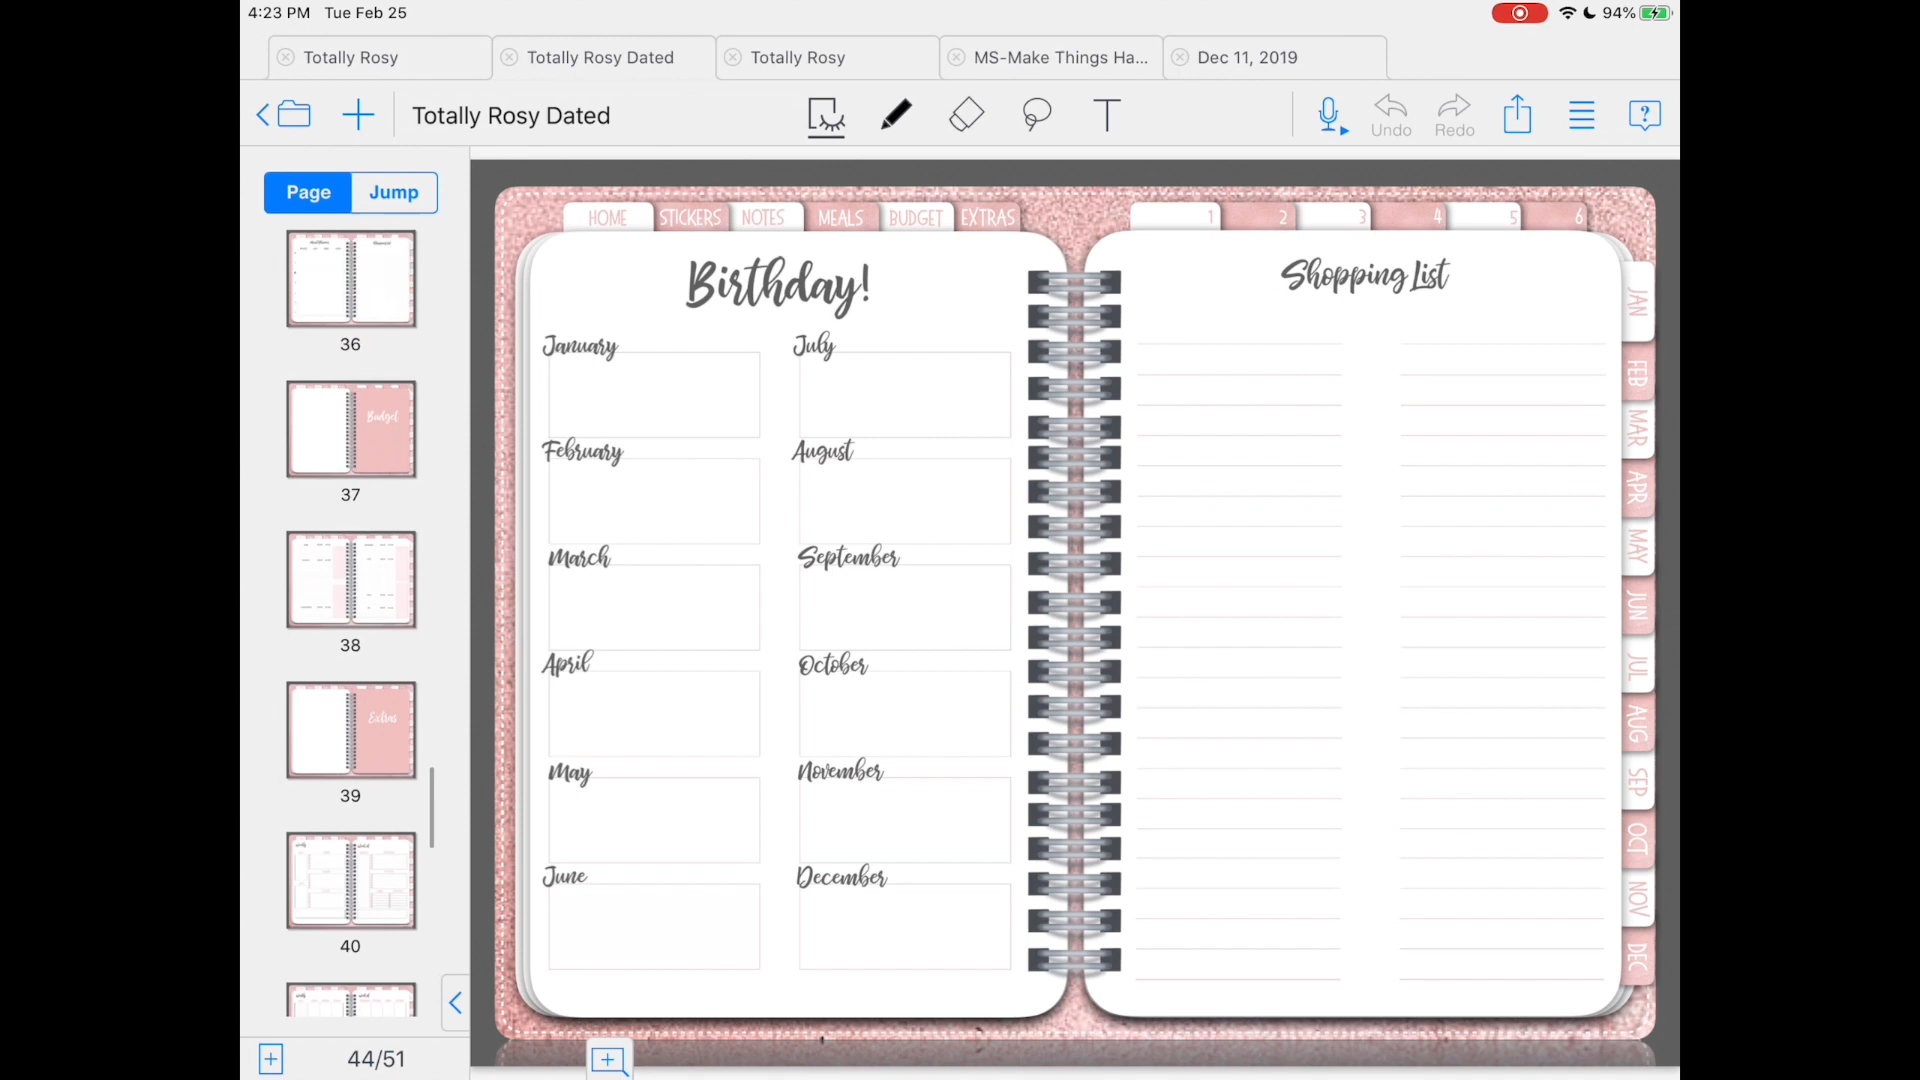 4:23 PM Tue Feb 25 94%
Totally Rosy Totally Rosy Dated Totally Rosy MS-Make Things Ha... Dec 11, 2019
Totally Rosy Dated T Undo Redo ?
Page Jump
36
Budget
37
38
Extras
39
40
44/51
HOME STICKERS NOTES MEALS BUDGET EXTRAS 1 2 3 4 5 6
Birthday!
January July
February August
March September
April October
May November
June December
Shopping List
JAN
FEB
MAR
APR
MAY
JUN
JUL
AUG
SEP
OCT
NOV
DEC